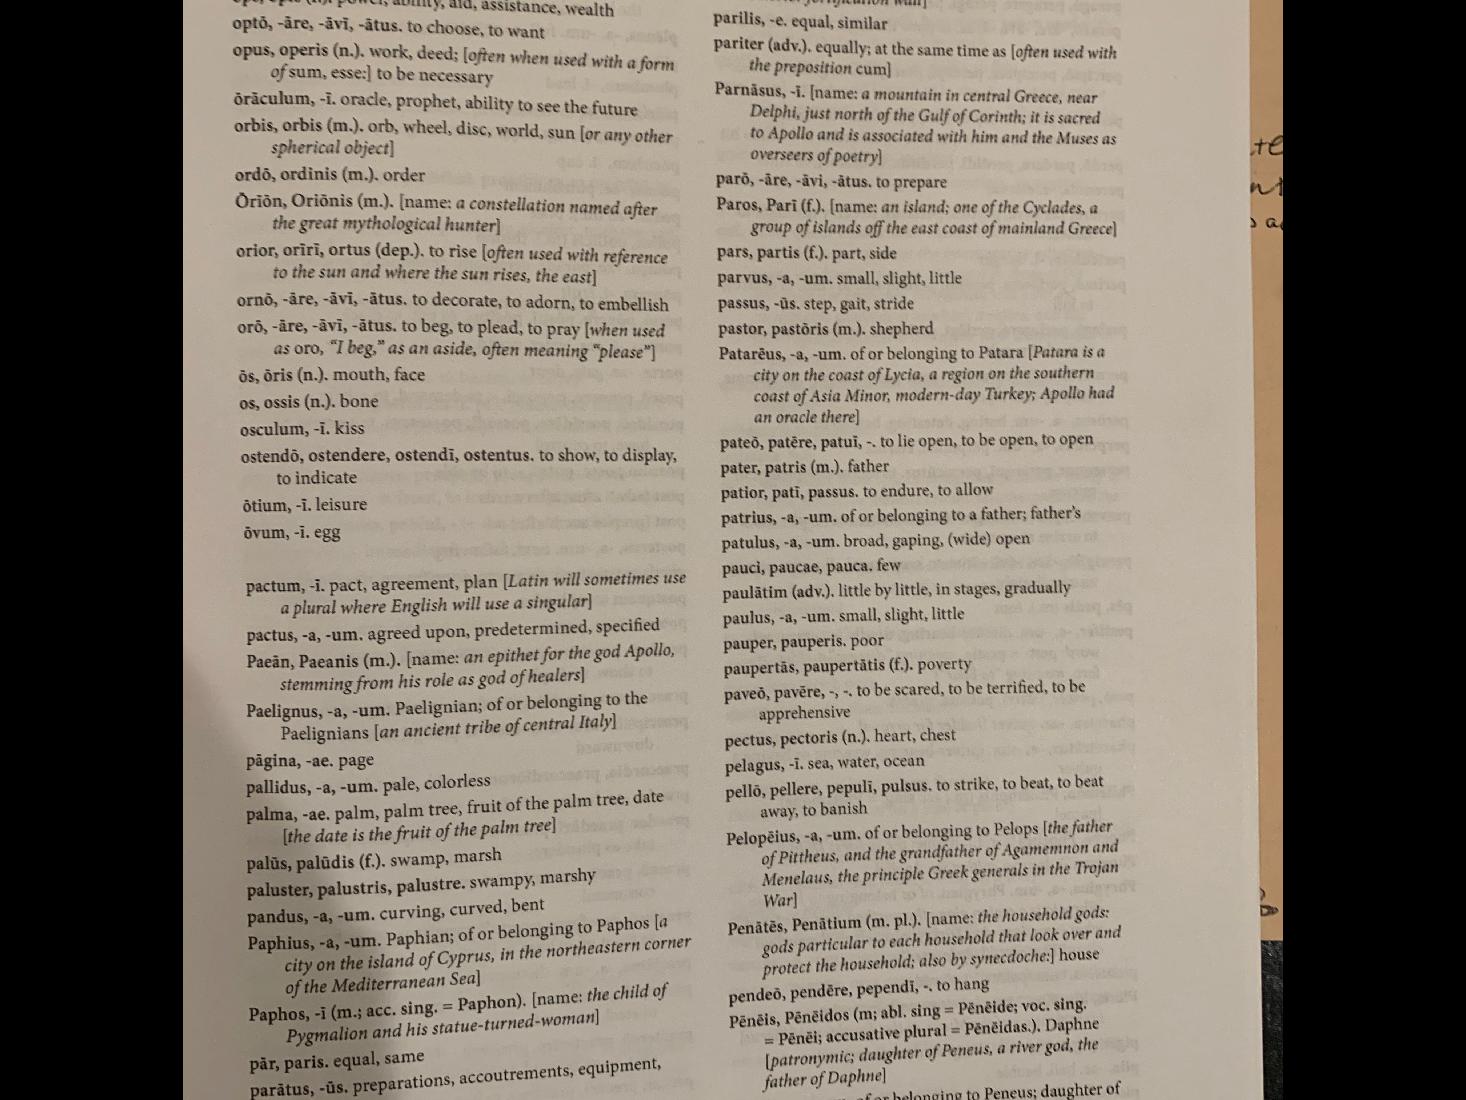 aid, assistance, wealth
optō, -āre, -āvī, -ātus. to choose, to want
opus, operis (n.). work, deed; [often when used with a form
of sum, esse:] to be necessary
ōrāculum, -ī. oracle, prophet, ability to see the future
orbis, orbis (m.). orb, wheel, disc, world, sun [or any other
spherical object]
ordō, ordinis (m.). order
Ōrīōn, Oriōnis (m.). [name: a constellation named after
the great mythological hunter]
orior, orīrī, ortus (dep.). to rise [often used with reference
to the sun and where the sun rises, the east]
ornō, -āre, -āvī, -ātus. to decorate, to adorn, to embellish
orō, -āre, -āvī, -ātus. to beg, to plead, to pray [when used
as oro, “I beg,” as an aside, often meaning “please”]
ōs, ōris (n.). mouth, face
os, ossis (n.). bone
osculum, -ī. kiss
ostendō, ostendere, ostendī, ostentus. to show, to display,
to indicate
ōtium, -ī. leisure
ōvum, -ī. egg
pactum, -ī. pact, agreement, plan [Latin will sometimes use
a plural where English will use a singular]
pactus, -a, -um. agreed upon, predetermined, specified
Paeān, Paeanis (m.). [name: an epithet for the god Apollo,
stemming from his role as god of healers]
Paelignus, -a, -um. Paelignian; of or belonging to the
Paelignians [an ancient tribe of central Italy]
pāgina, -ae. page
pallidus, -a, -um. pale, colorless
palma, -ae. palm, palm tree, fruit of the palm tree, date
[the date is the fruit of the palm tree]
palūs, palūdis (f.). swamp, marsh
paluster, palustris, palustre. swampy, marshy
pandus, -a, -um. curving, curved, bent
Paphius, -a, -um. Paphian; of or belonging to Paphos [a
city on the island of Cyprus, in the northeastern corner
of the Mediterranean Sea]
Paphos, -ī (m.; acc. sing. = Paphon). [name: the child of
Pygmalion and his statue-turned-woman]
pār, paris. equal, same
parātus, -ūs. preparations, accoutrements, equipment,
parilis, -e. equal, similar
pariter (adv.). equally; at the same time as [often used with
the preposition cum]
Parnāsus, -ī. [name: a mountain in central Greece, near
Delphi, just north of the Gulf of Corinth; it is sacred
to Apollo and is associated with him and the Muses as
overseers of poetry]
parō, -āre, -āvi, -ātus. to prepare
Paros, Parī (f.). [name: an island; one of the Cyclades, a
group of islands off the east coast of mainland Greece]
pars, partis (f.). part, side
parvus, -a, -um. small, slight, little
passus, -ūs. step, gait, stride
pastor, pastōris (m.). shepherd
Patarēus, -a, -um. of or belonging to Patara [Patara is a
city on the coast of Lycia, a region on the southern
coast of Asia Minor, modern-day Turkey; Apollo had
an oracle there]
pateō, patēre, patuī, -. to lie open, to be open, to open
pater, patris (m.). father
patior, patī, passus. to endure, to allow
patrius, -a, -um. of or belonging to a father; father’s
patulus, -a, -um. broad, gaping, (wide) open
pauci, paucae, pauca. few
paulātim (adv.). little by little, in stages, gradually
paulus, -a, -um. small, slight, little
pauper, pauperis. poor
paupertās, paupertātis (f.). poverty
paveō, pavēre, -, -. to be scared, to be terrified, to be
apprehensive
pectus, pectoris (n.). heart, chest
pelagus, -ī. sea, water, ocean
pellō, pellere, pepulī, pulsus. to strike, to beat, to beat
away, to banish
Pelopēius, -a, -um. of or belonging to Pelops [the father
of Pittheus, and the grandfather of Agamemnon and
Menelaus, the principle Greek generals in the Trojan
War]
Penātēs, Penātium (m. pl.). [name: the household gods:
gods particular to each household that look over and
protect the household; also by synecdoche:] house
pendeō, pendēre, pependī, -. to hang
Pēnēis, Pēnēidos (m; abl. sing = Pēnēide; voc. sing.
= Pēnēi; accusative plural = Pēnēidas.). Daphne
[patronymic; daughter of Peneus, a river god, the
father of Daphne]
or belonging to Peneus; daughter of